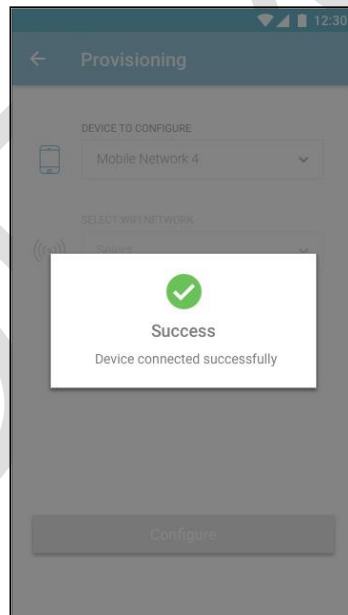 12:30
Provisioning
DEVICE TO CONFIGURE
Mobile Network 4
SELECT WIFI NETWORK
Select
Success
Device connected successfully
Configure